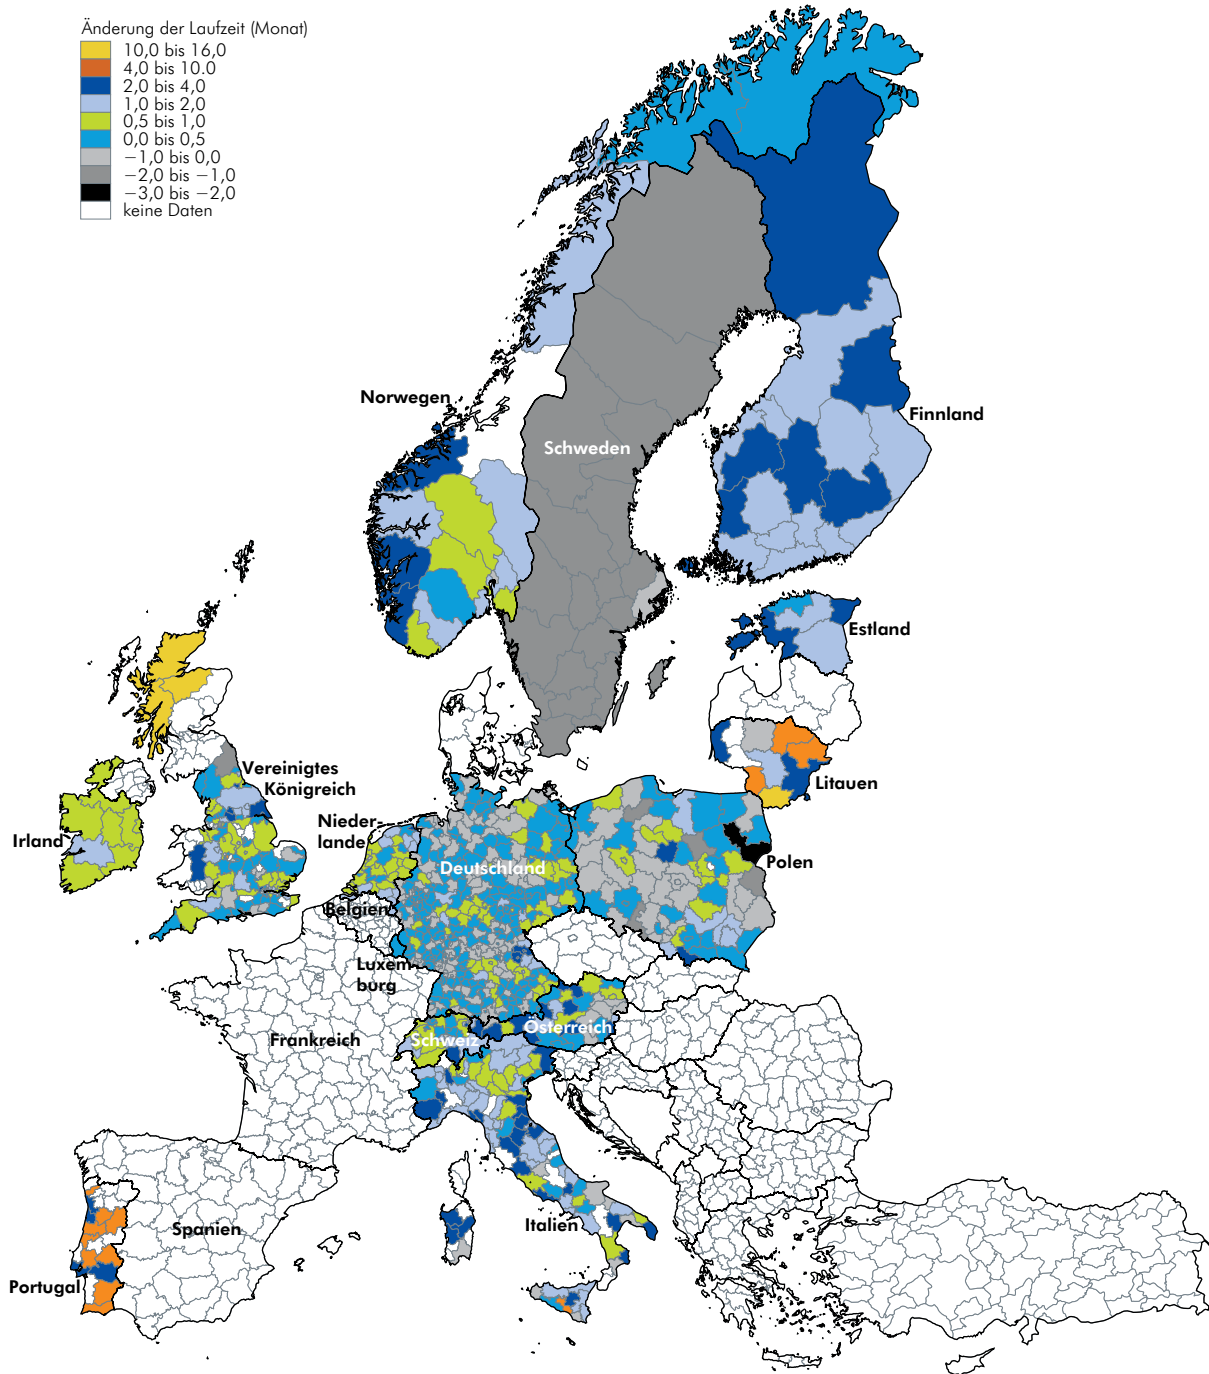 Änderung der Laufzeit (Monat)
10,0 bis 16,0
4,0 bis 10.0
2,0 bis 4,0
1,0 bis 2,0
0,5 bis 1,0
0,0 bis 0,5
−1,0 bis 0,0
−2,0 bis −1,0
−3,0 bis −2,0
keine Daten
Norwegen
Finnland
Schweden
Estland
Vereinigtes
Königreich
Litauen
Irland
Nieder-
lande
Deutschland
Polen
Belgien
Luxem-
burg
Österreich
Frankreich
Schweiz
Spanien
Italien
Portugal